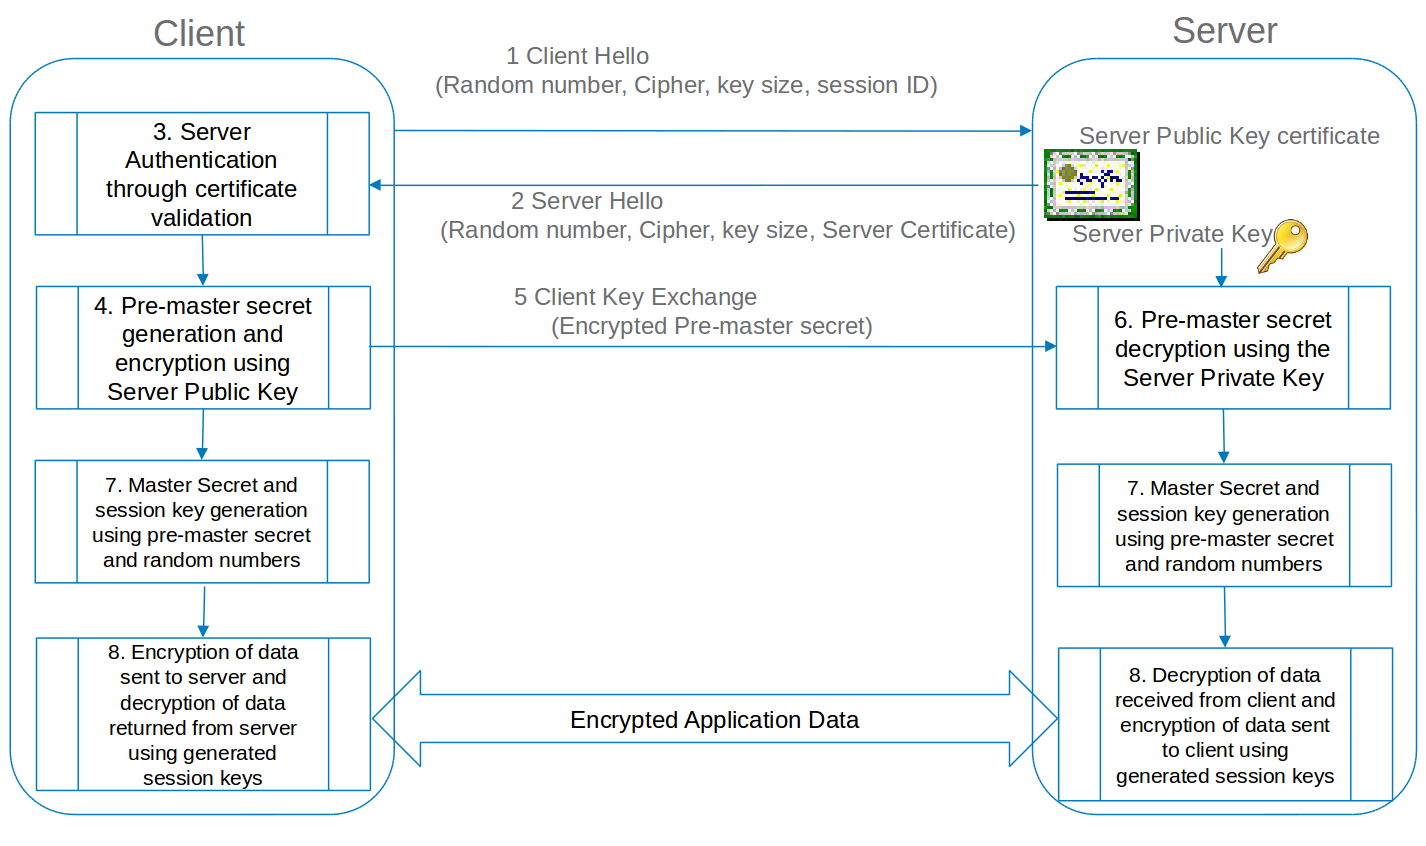 Client
Server
1 Client Hello
(Random number, Cipher, key size, session ID)
3. Server
Authentication
through certificate
validation
Server Public Key certificate
2 Server Hello
(Random number, Cipher, key size, Server Certificate)
Server Private Key
4. Pre-master secret
generation and
encryption using
Server Public Key
5 Client Key Exchange
(Encrypted Pre-master secret)
6. Pre-master secret
decryption using the
Server Private Key
7. Master Secret and
session key generation
using pre-master secret
and random numbers
7. Master Secret and
session key generation
using pre-master secret
and random numbers
8. Encryption of data
sent to server and
decryption of data
returned from server
using generated
session keys
Encrypted Application Data
8. Decryption of data
received from client and
encryption of data sent
to client using
generated session keys